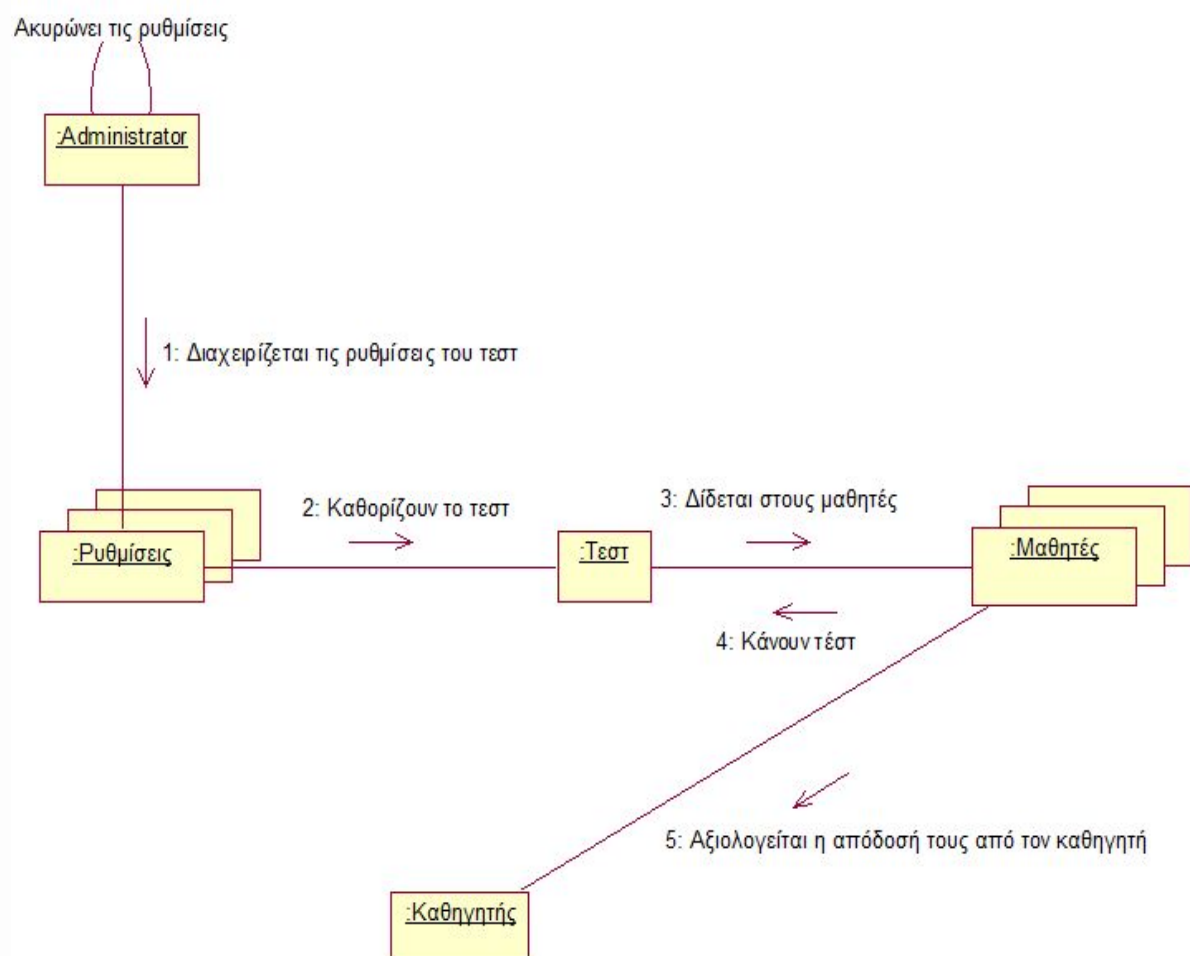 Ακυρώνει τις ρυθμίσεις
:Administrator
1: Διαχειρίζεται τις ρυθμίσεις του τεστ
2: Καθορίζουν το τεστ
3: Δίδεται στους μαθητές
:Ρυθμίσεις
:Τεστ
:Μαθητές
4: Κάνουν τέστ
5: Αξιολογείται η απόδοσή τους από τον καθηγητή
:Καθηγητής